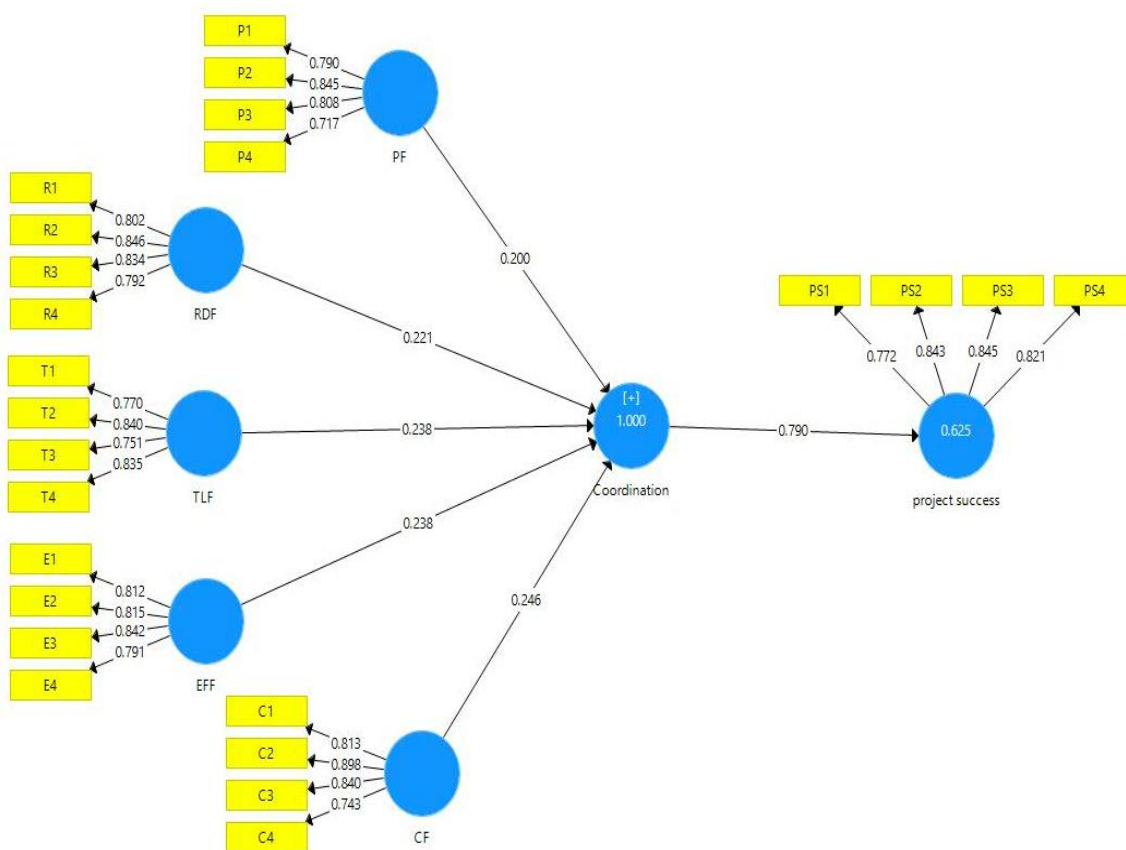 P1
P2
P3
P4
0.790
0.845
0.808
0.717
PF
R1
R2
R3
R4
0.802
0.846
0.834
0.792
RDF
T1
T2
T3
T4
0.770
0.840
0.751
0.835
TLF
E1
E2
E3
E4
0.812
0.815
0.842
0.791
EFF
C1
C2
C3
C4
0.813
0.898
0.840
0.743
CF
0.200
0.221
0.238
0.238
0.246
[+]
1.000
Coordination
0.790
PS1
PS2
PS3
PS4
0.772
0.843
0.845
0.821
0.625
project success